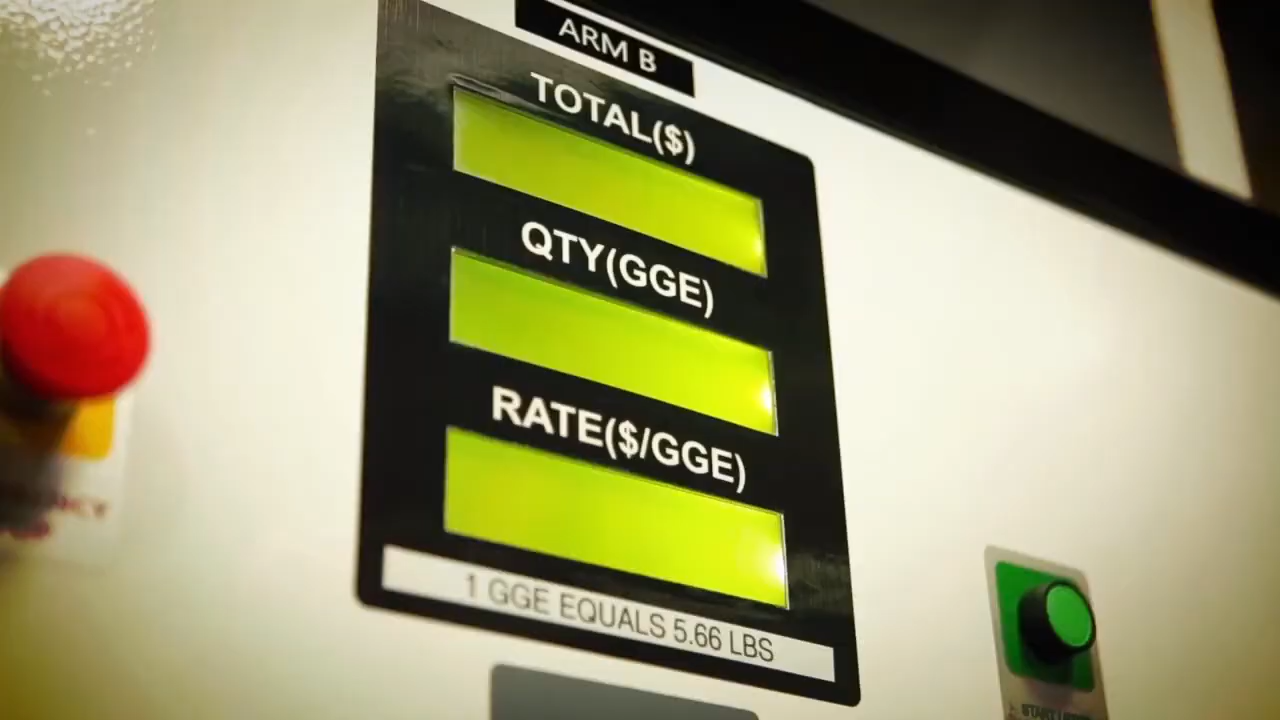 ARM B
TOTAL($)
QTY(GGE)
RATE($/GGE)
1 GGE EQUALS 5.66 LBS